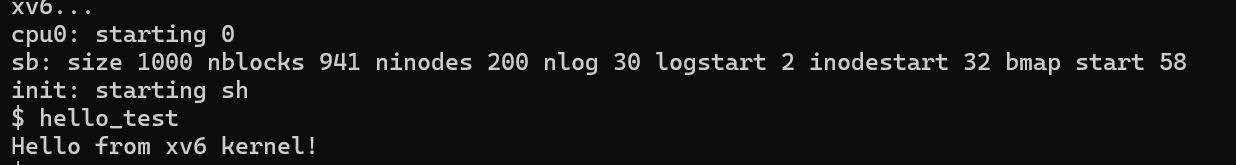 xv6...
cpu0: starting 0
sb: size 1000 nblocks 941 ninodes 200 nlog 30 logstart 2 inodestart 32 bmap start 58
init: starting sh
$ hello_test
Hello from xv6 kernel!